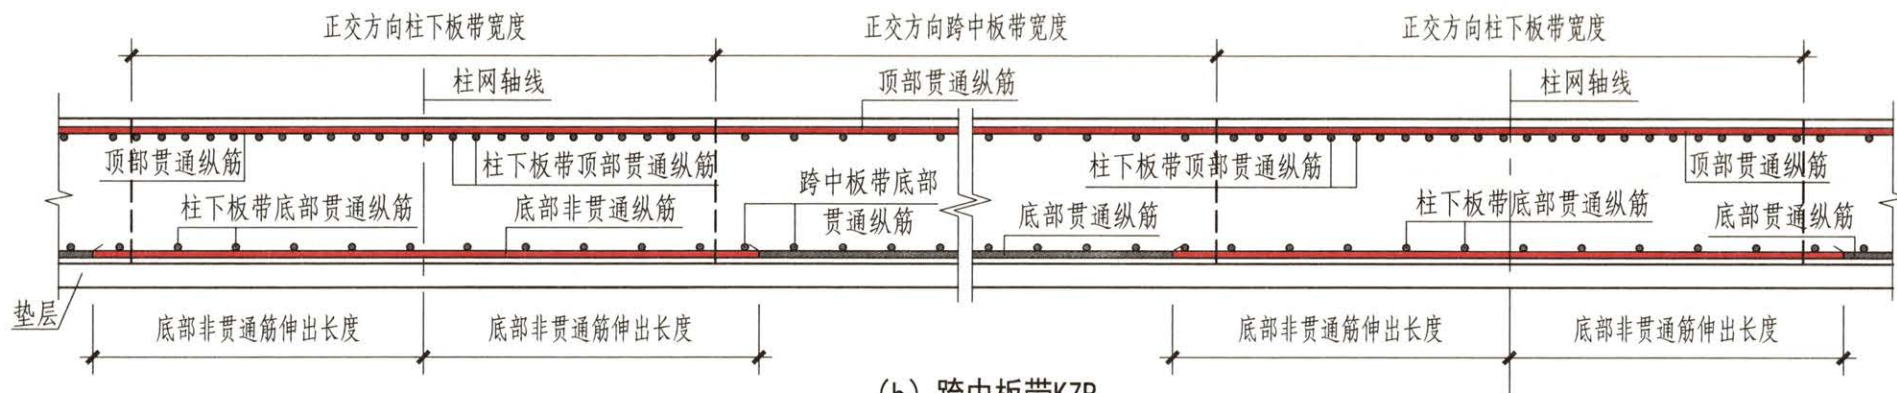 正交方向柱下板带宽度
正交方向跨中板带宽度
正交方向柱下板带宽度
柱网轴线
顶部贯通纵筋
柱网轴线
顶部贯通纵筋
柱下板带顶部贯通纵筋
跨中板带底部
贯通纵筋
柱下板带顶部贯通纵筋
顶部贯通纵筋
柱下板带底部贯通纵筋
底部非贯通纵筋
底部贯通纵筋
柱下板带底部贯通纵筋
底部贯通纵筋
垫层
底部非贯通筋伸出长度
底部非贯通筋伸出长度
底部非贯通筋伸出长度
底部非贯通筋伸出长度
(b) 跨中板带KZB